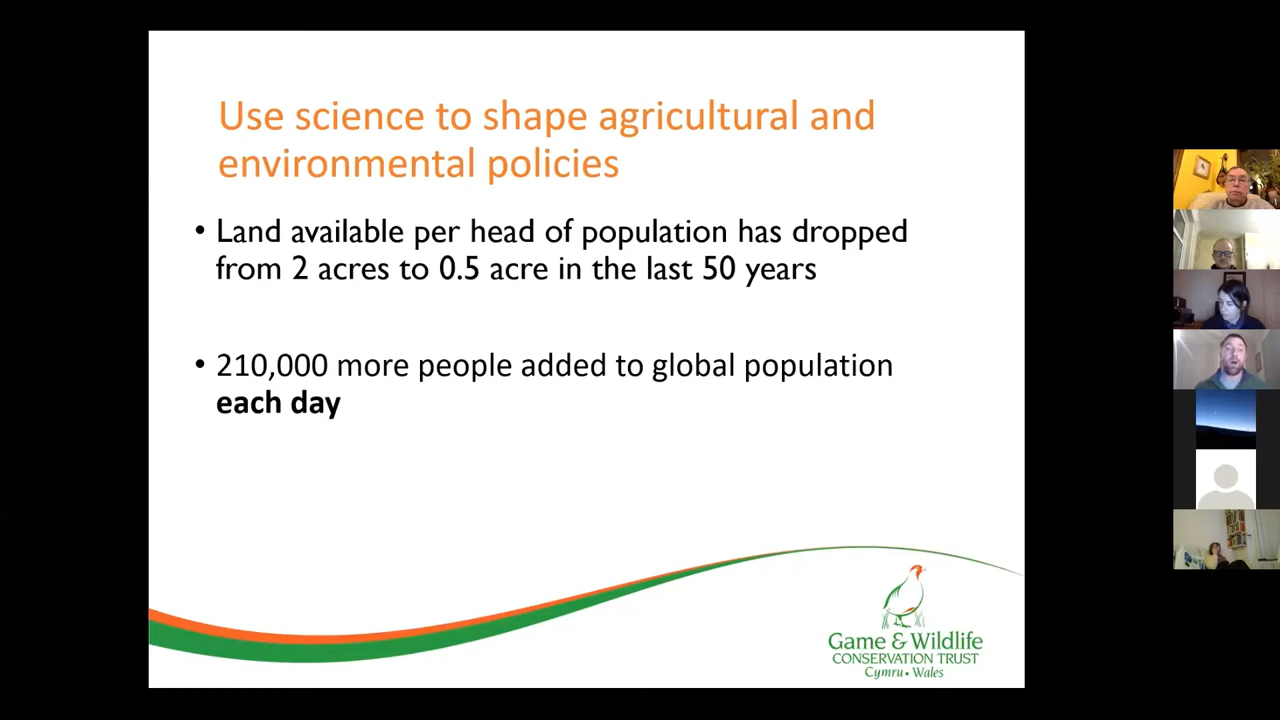 Use science to shape agricultural and
environmental policies
• Land available per head of population has dropped
from 2 acres to 0.5 acre in the last 50 years
• 210,000 more people added to global population
each day
Game & Wildlife
CONSERVATION TRUST
Cymru • Wales